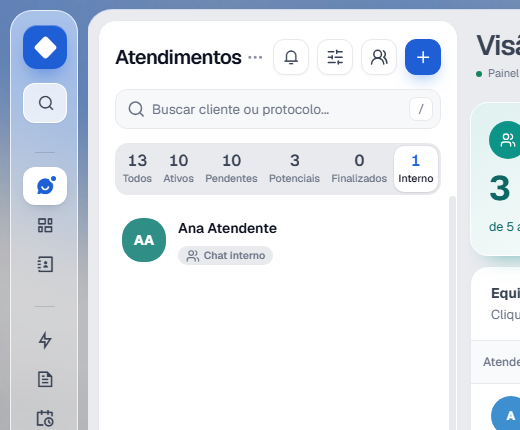 Atendimentos ...
Buscar cliente ou protocolo... /
13 10 10 3 0 1
Todos Ativos Pendentes Potenciais Finalizados Interno
AA Ana Atendente
Chat interno
Visã
Painel
3
de 5 a
Equi
Cliqu
Atende
A